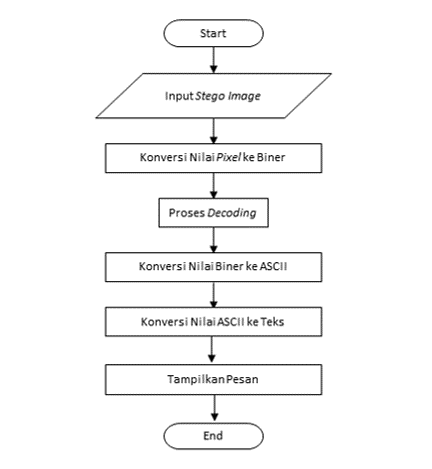 Start
Input Stego Image
Konversi Nilai Pixel ke Biner
Proses Decoding
Konversi Nilai Biner ke ASCII
Konversi Nilai ASCII ke Teks
Tampilkan Pesan
End